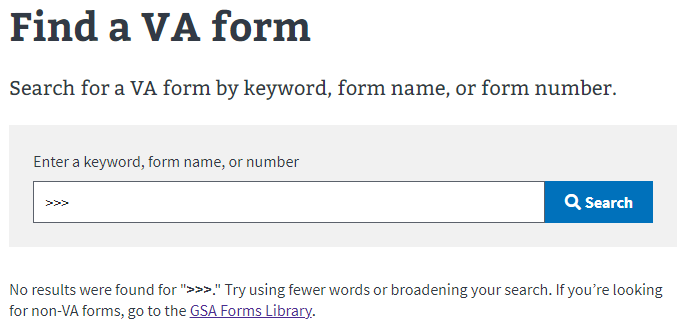 Find a VA form
Search for a VA form by keyword, form name, or form number.
Enter a keyword, form name, or number
>>>
Search
No results were found for ">>>." Try using fewer words or broadening your search. If you’re looking
for non-VA forms, go to the GSA Forms Library.